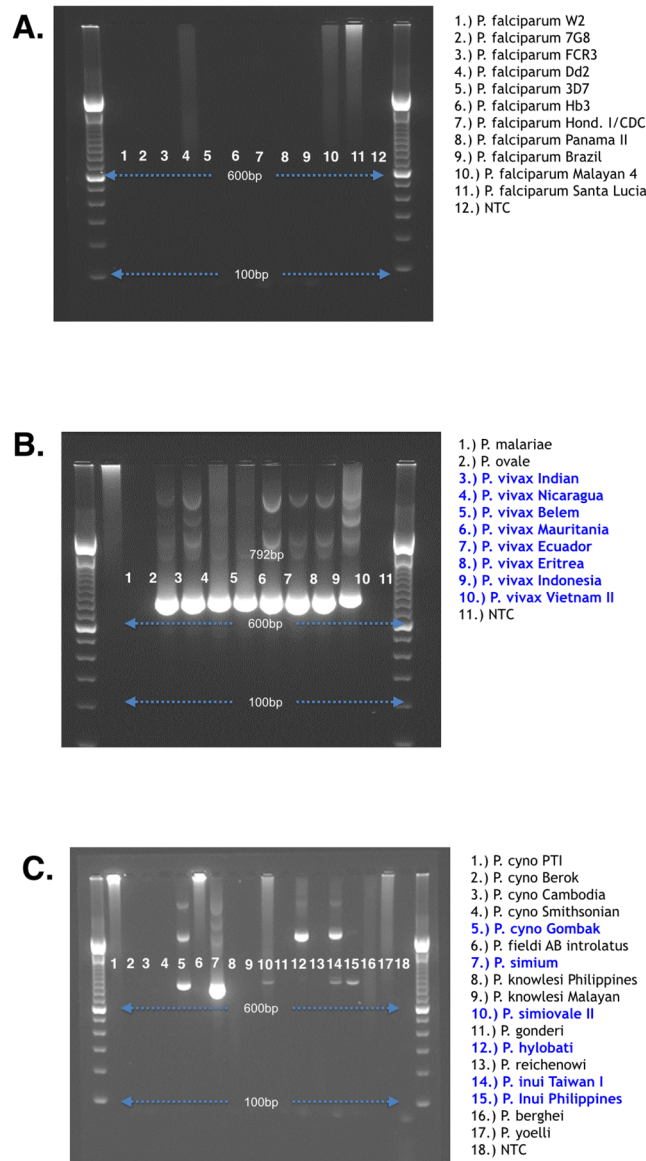 A.
1.) P. falciparum W2
2.) P. falciparum 7G8
3.) P. falciparum FCR3
4.) P. falciparum Dd2
5.) P. falciparum 3D7
6.) P. falciparum Hb3
7.) P. falciparum Hond. I/CDC
8.) P. falciparum Panama II
9.) P. falciparum Brazil
10.) P. falciparum Malayan 4
11.) P. falciparum Santa Lucia
12.) NTC
1 2 3 4 5 6 7 8 9 10 11 12
600bp
100bp
B.
1.) P. malariae
2.) P. ovale
3.) P. vivax Indian
4.) P. vivax Nicaragua
5.) P. vivax Belem
6.) P. vivax Mauritania
7.) P. vivax Ecuador
8.) P. vivax Eritrea
9.) P. vivax Indonesia
10.) P. vivax Vietnam II
11.) NTC
792bp
1 2 3 4 5 6 7 8 9 10 11
600bp
100bp
C.
1.) P. cyno PTI
2.) P. cyno Berok
3.) P. cyno Cambodia
4.) P. cyno Smithsonian
5.) P. cyno Gombak
6.) P. fieldi AB introlatus
7.) P. simium
8.) P. knowlesi Philippines
9.) P. knowlesi Malayan
10.) P. simiovale II
11.) P. gonderi
12.) P. hylobati
13.) P. reichenowi
14.) P. inui Taiwan I
15.) P. Inui Philippines
16.) P. berghei
17.) P. yoelli
18.) NTC
1 2 3 4 5 6 7 8 9 10 11 12 13 14 15 16 17 18
600bp
100bp